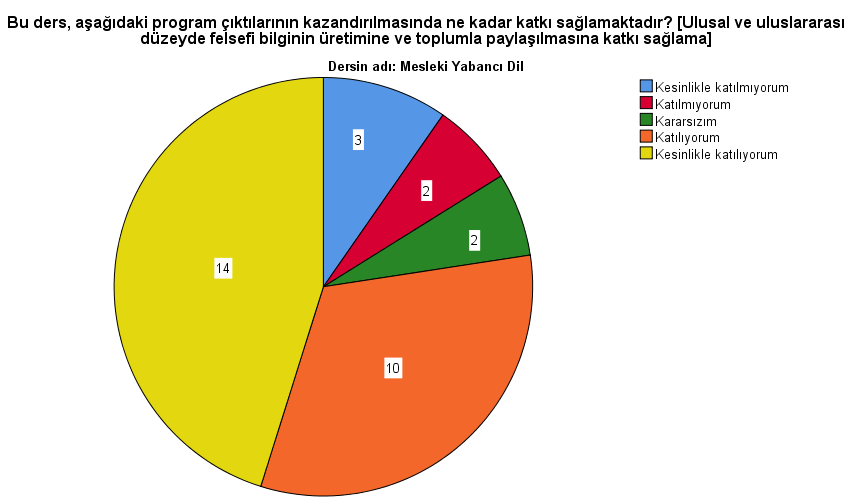 Bu ders, aşağıdaki program çıktılarının kazandırılmasında ne kadar katkı sağlamaktadır? [Ulusal ve uluslararası
düzeyde felsefi bilginin üretimine ve toplumla paylaşılmasına katkı sağlama]
Dersin adı: Mesleki Yabancı Dil
Kesinlikle katılmıyorum
Katılmıyorum
Kararsızım
Katılıyorum
Kesinlikle katılıyorum
3
2
2
14
10